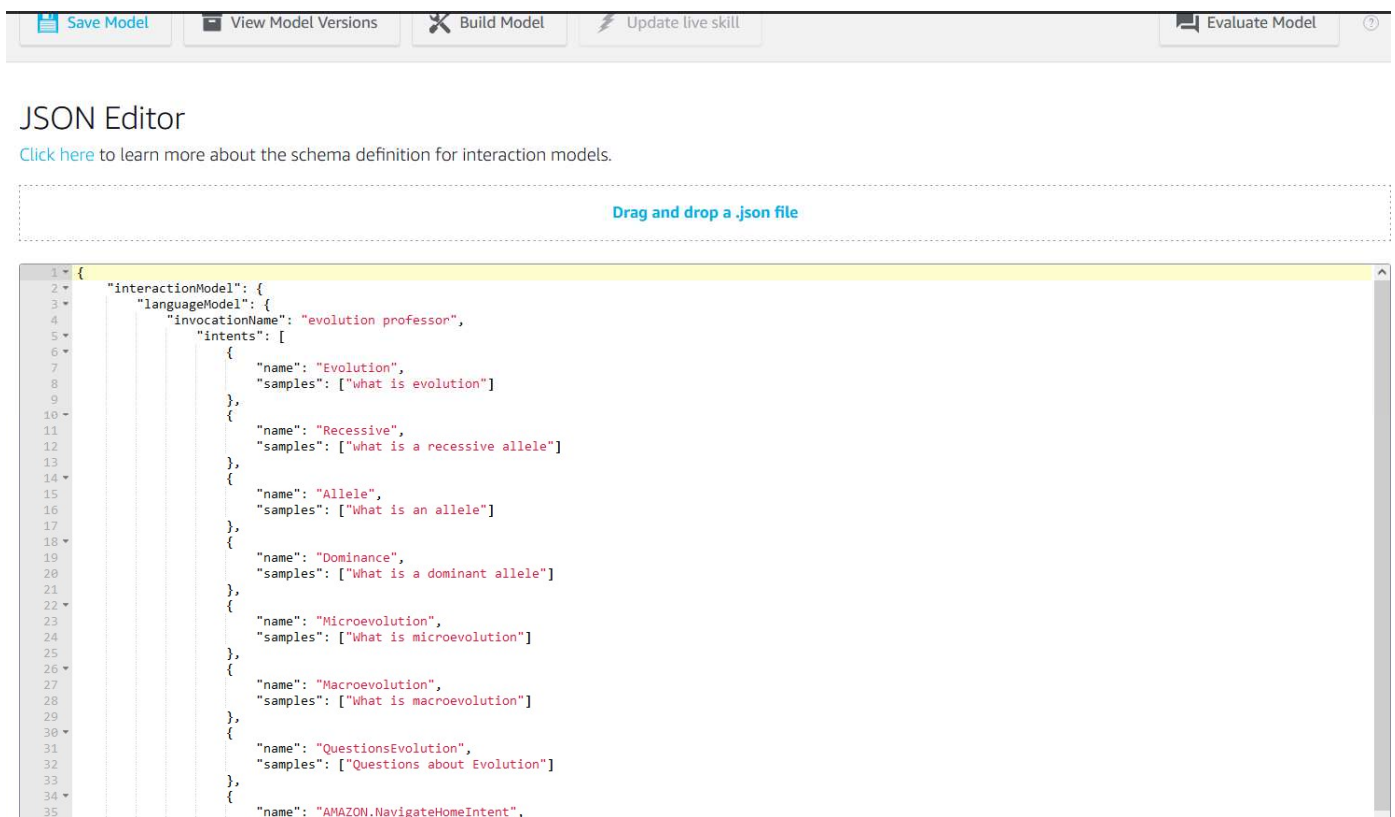 Save Model View Model Versions Build Model Update live skill Evaluate Model ?
JSON Editor
Click here to learn more about the schema definition for interaction models.
Drag and drop a .json file
1 {
2 "interactionModel": {
3 "languageModel": {
4 "invocationName": "evolution professor",
5 "intents": [
6 {
7 "name": "Evolution",
8 "samples": ["what is evolution"]
9 },
10 {
11 "name": "Recessive",
12 "samples": ["what is a recessive allele"]
13 },
14 {
15 "name": "Allele",
16 "samples": ["What is an allele"]
17 },
18 {
19 "name": "Dominance",
20 "samples": ["What is a dominant allele"]
21 },
22 {
23 "name": "Microevolution",
24 "samples": ["What is microevolution"]
25 },
26 {
27 "name": "Macroevolution",
28 "samples": ["What is macroevolution"]
29 },
30 {
31 "name": "QuestionsEvolution",
32 "samples": ["Questions about Evolution"]
33 },
34 {
35 "name": "AMAZON.NavigateHomeIntent",